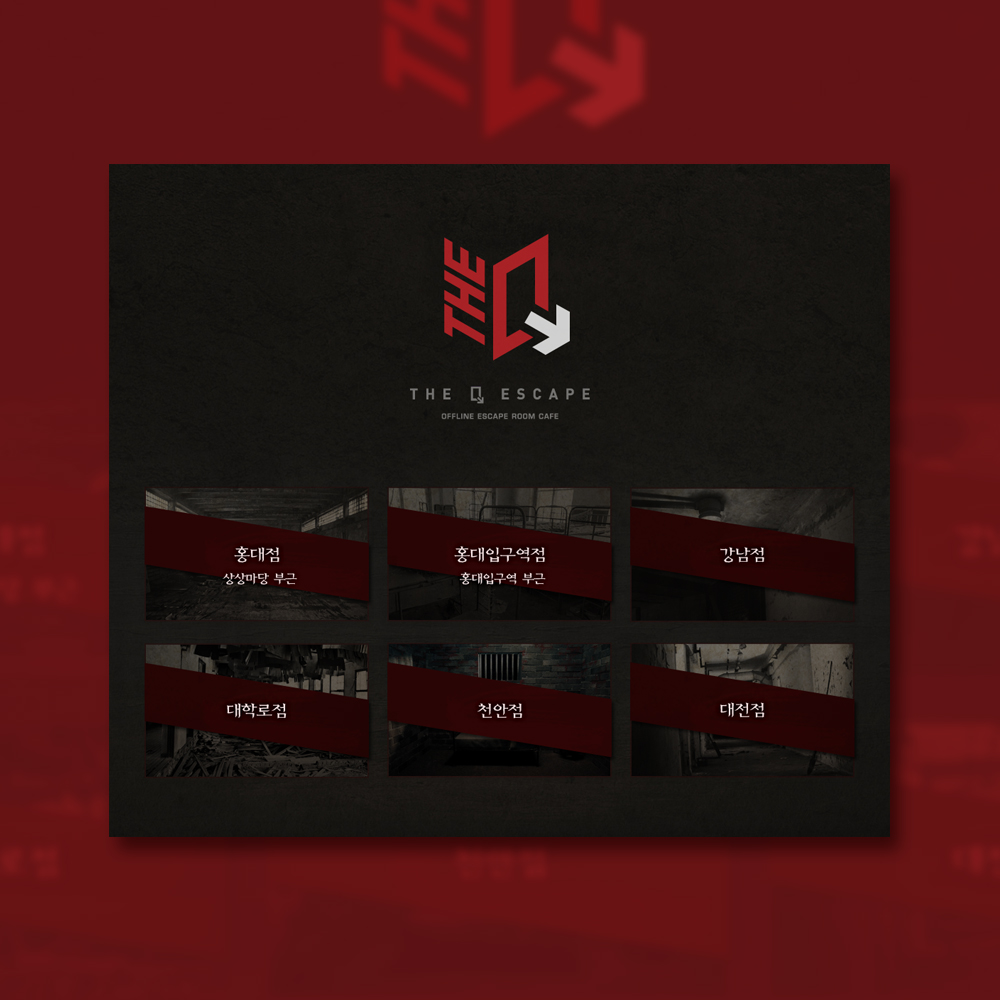 THE
THE Q ESCAPE
OFFLINE ESCAPE ROOM CAFE
홍대점
상상마당 부근
홍대입구역점
홍대입구역 부근
강남점
대학로점
천안점
대전점